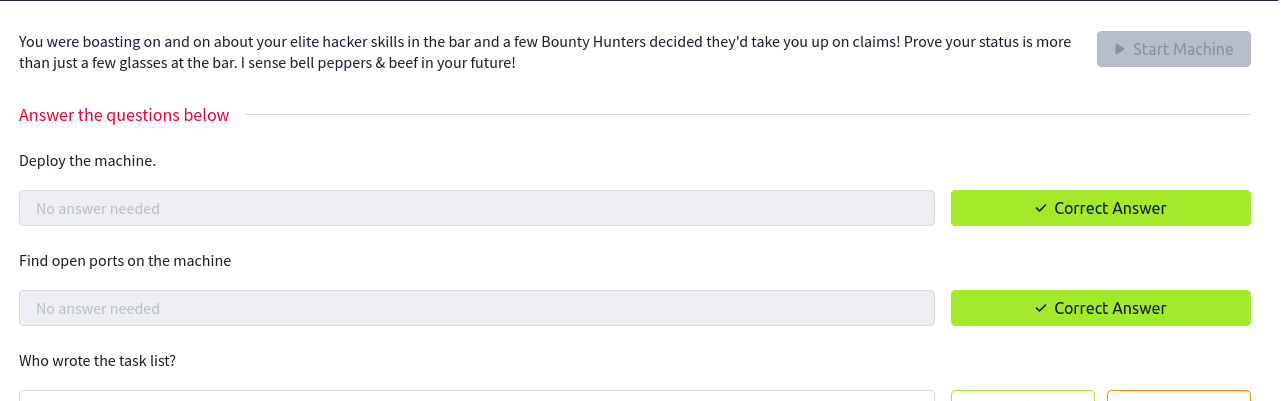 You were boasting on and on about your elite hacker skills in the bar and a few Bounty Hunters decided they'd take you up on claims! Prove your status is more
than just a few glasses at the bar. I sense bell peppers & beef in your future!
Start Machine
Answer the questions below
Deploy the machine.
No answer needed
Correct Answer
Find open ports on the machine
No answer needed
Correct Answer
Who wrote the task list?